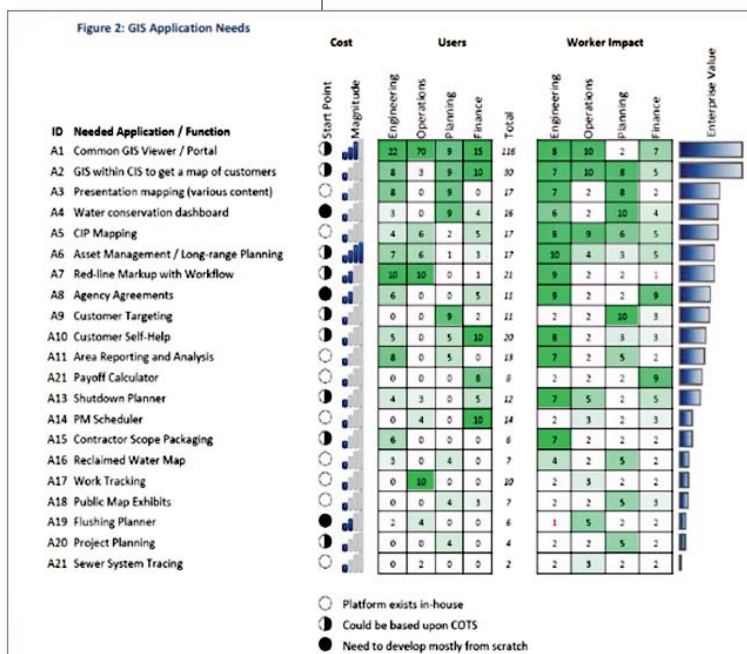 Figure 2: GIS Application Needs
Cost Users Worker Impact
ID Needed Application / Function Start Point Magnitude Engineering Operations Planning Finance Total Engineering Operations Planning Finance Enterprise Value
A1 Common GIS Viewer / Portal 22 70 9 15 116 8 10 2 7
A2 GIS within CIS to get a map of customers 8 3 9 10 30 7 10 8 5
A3 Presentation mapping (various content) 8 0 9 0 17 7 2 8 2
A4 Water conservation dashboard 3 0 9 4 16 6 2 10 4
A5 CIP Mapping 4 6 2 5 17 8 9 6 5
A6 Asset Management / Long-range Planning 7 6 1 3 17 10 4 3 5
A7 Red-line Markup with Workflow 10 10 0 1 21 9 2 2 1
A8 Agency Agreements 6 0 0 5 11 9 2 2 9
A9 Customer Targeting 0 0 9 2 11 2 2 10 3
A10 Customer Self-Help 5 0 5 10 20 8 2 3 3
A11 Area Reporting and Analysis 8 0 5 0 13 7 2 5 2
A21 Payoff Calculator 0 0 0 8 8 2 2 2 9
A13 Shutdown Planner 4 3 0 5 12 7 5 2 5
A14 PM Scheduler 0 4 0 10 14 2 3 2 3
A15 Contractor Scope Packaging 6 0 0 0 6 7 2 2 2
A16 Reclaimed Water Map 3 0 4 0 7 4 2 5 2
A17 Work Tracking 0 10 0 0 10 2 3 2 2
A18 Public Map Exhibits 0 0 4 3 7 2 2 5 3
A19 Flushing Planner 2 4 0 0 6 1 5 2 2
A20 Project Planning 0 0 4 0 4 2 2 5 2
A21 Sewer System Tracing 0 2 0 0 2 2 3 2 2
Platform exists in-house
Could be based upon COTS
Need to develop mostly from scratch